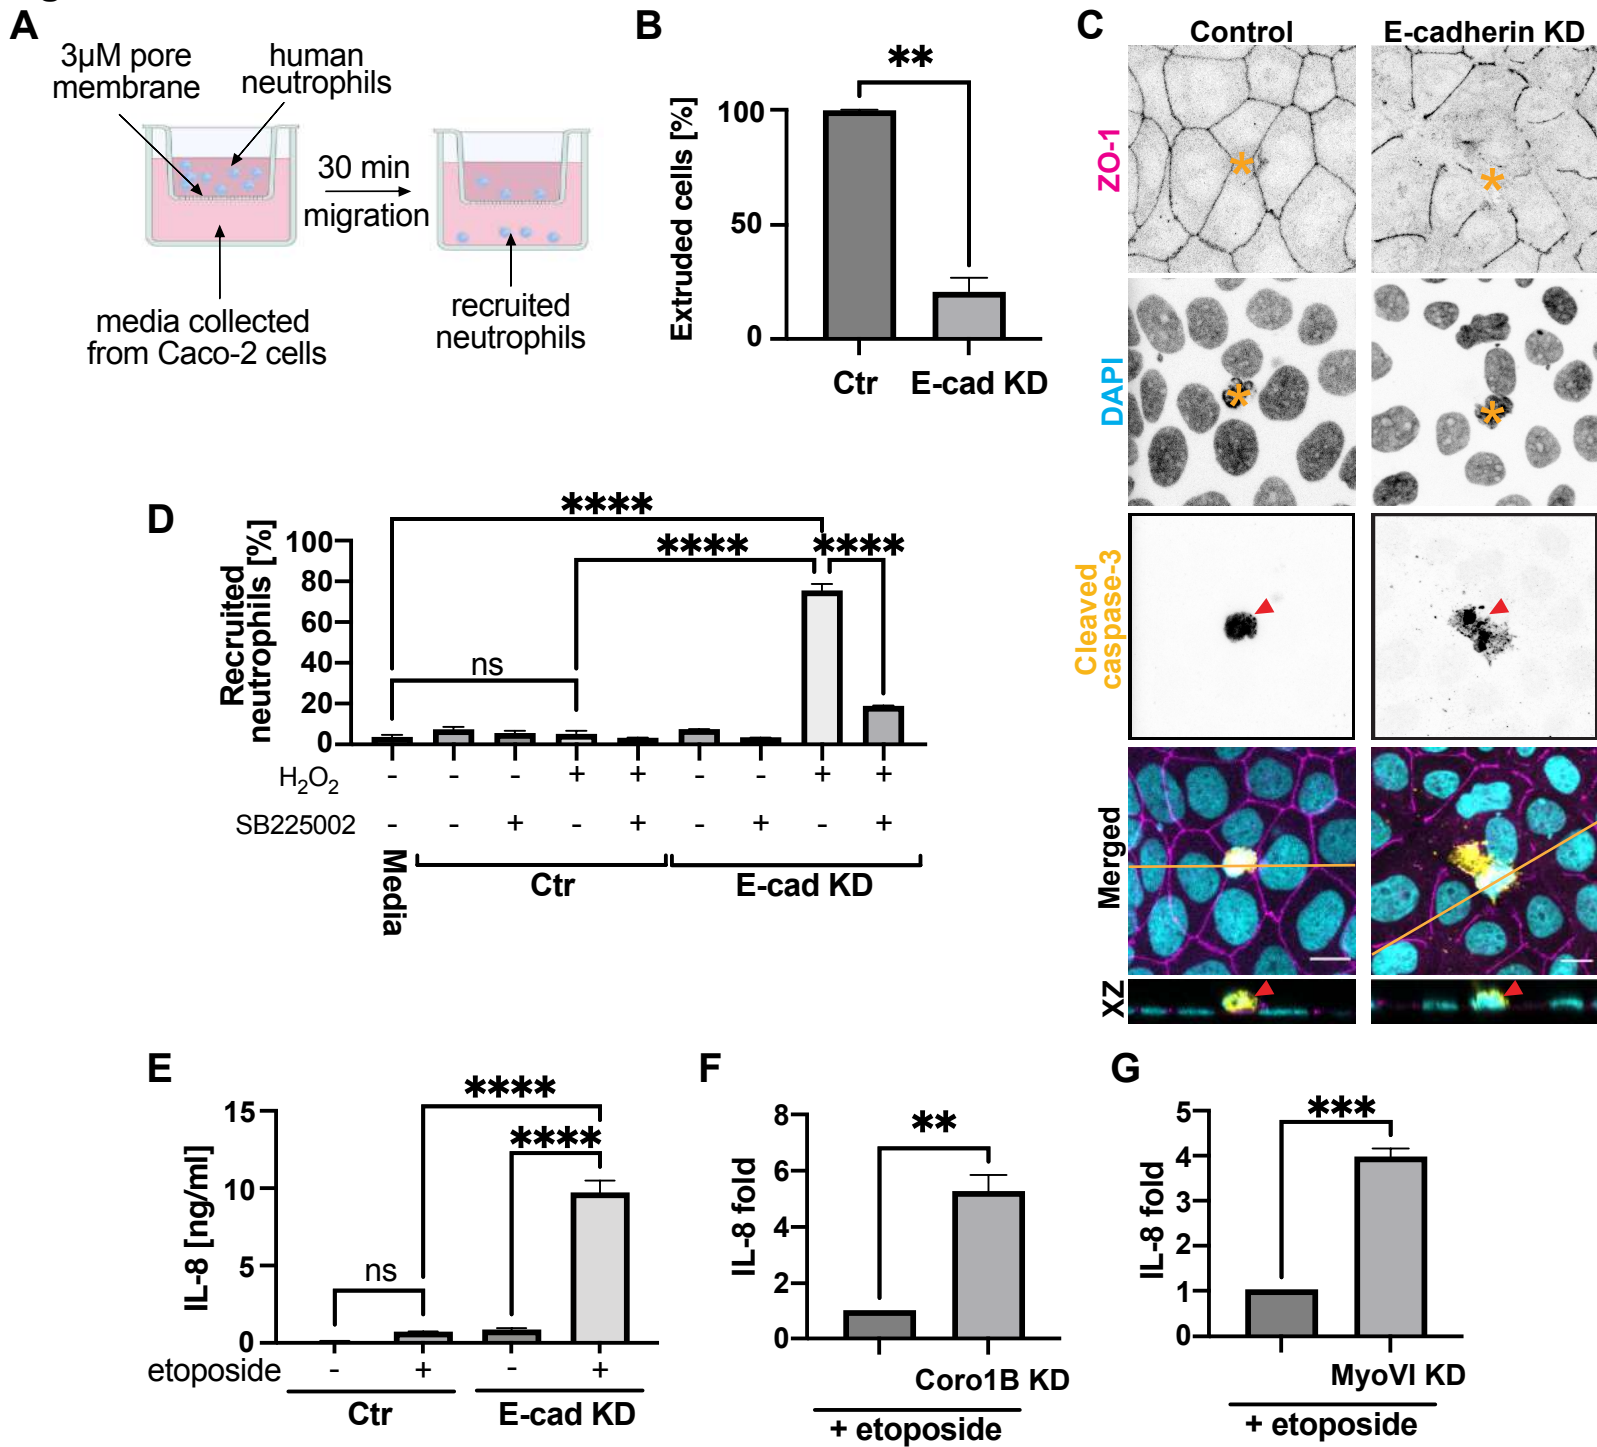 A
3µM pore
membrane
human
neutrophils
30 min
migration
media collected
from Caco-2 cells
recruited
neutrophils
B
**
Extruded cells [%]
100
50
0
Ctr
E-cad KD
C
Control
E-cadherin KD
ZO-1
*
*
DAPI
*
*
Cleaved
caspase-3
Merged
XZ
D
****
****
****
ns
Recruited
neutrophils [%]
100
80
60
40
20
0
H2O2
- - - + + - - + +
SB225002
- - + - + - + - +
Media
Ctr
E-cad KD
E
****
****
ns
IL-8 [ng/ml]
15
10
5
0
etoposide
- + - +
Ctr
E-cad KD
F
**
IL-8 fold
8
6
4
2
0
Coro1B KD
+ etoposide
G
***
IL-8 fold
5
4
3
2
1
0
MyoVI KD
+ etoposide